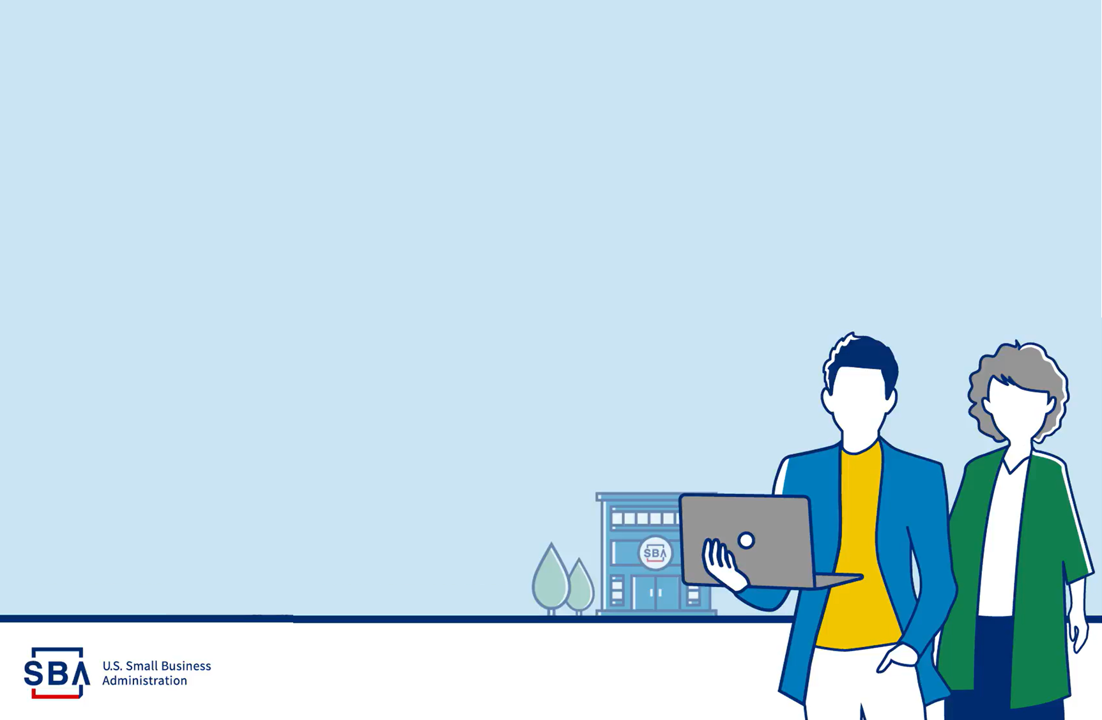 SBA
SBA
U.S. Small Business
Administration